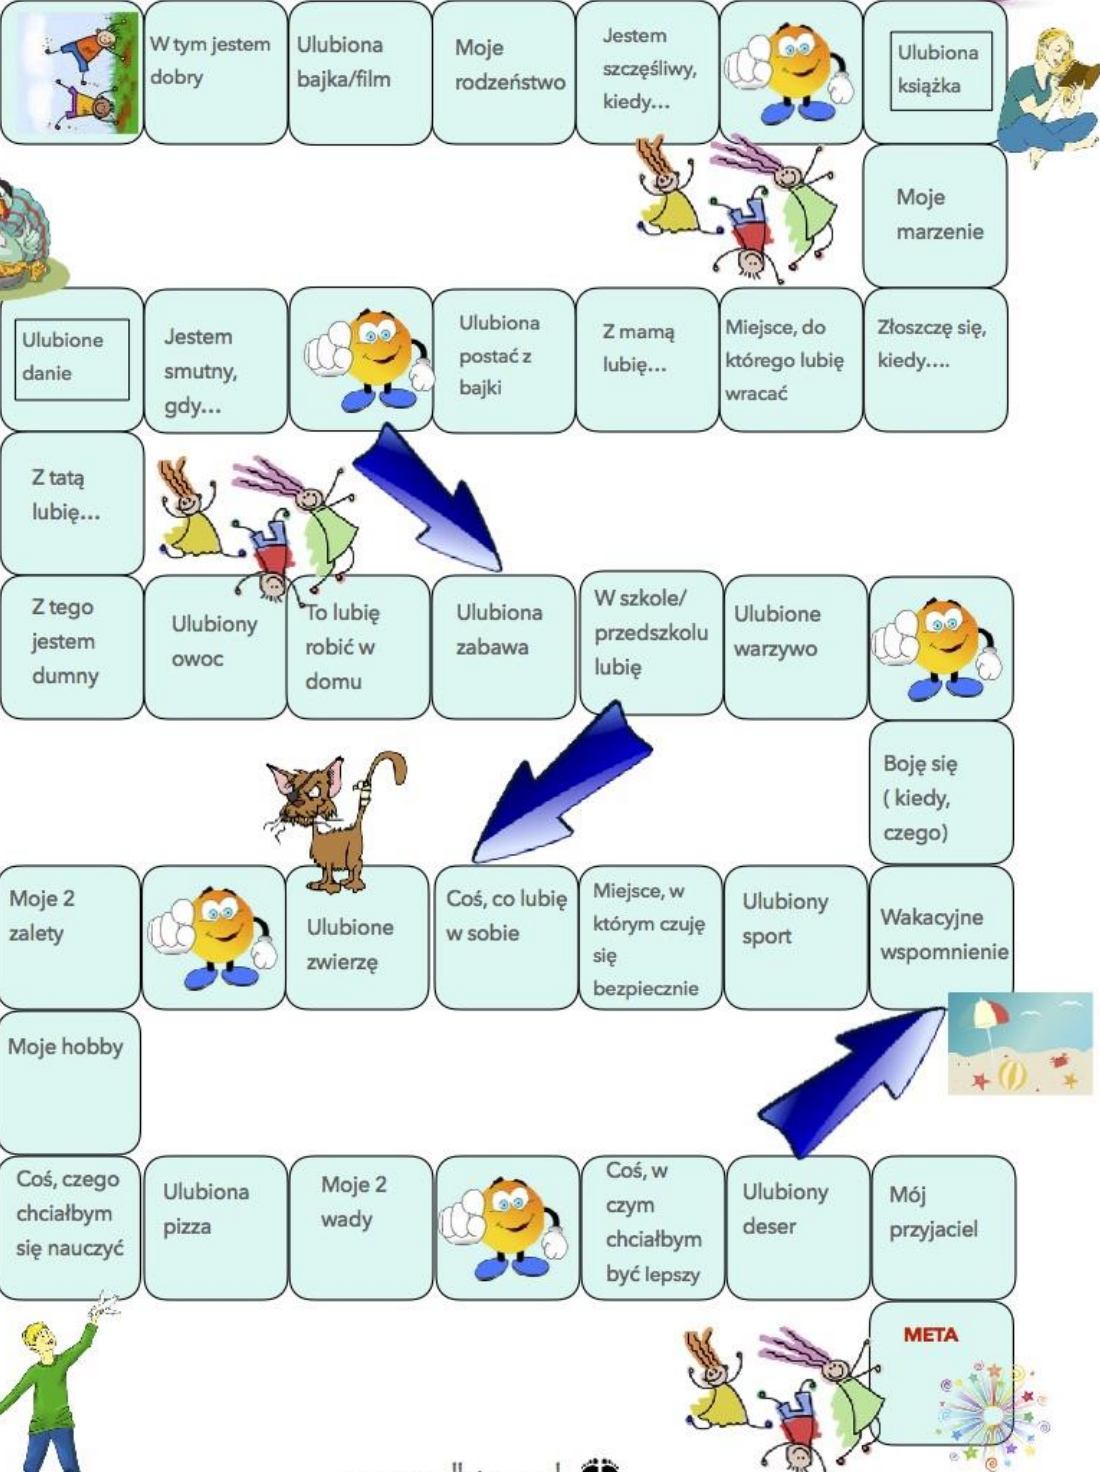 W tym jestem
dobry
Ulubiona
bajka/film
Moje
rodzeństwo
Jestem
szczęśliwy,
kiedy...
Ulubiona
książka
Moje
marzenie
Ulubione
danie
Jestem
smutny,
gdy...
Ulubiona
postać z
bajki
Z mamą
lubię...
Miejsce, do
którego lubię
wracać
Złoszczę się,
kiedy....
Z tatą
lubię...
Z tego
jestem
dumny
Ulubiony
owoc
To lubię
robić w
domu
Ulubiona
zabawa
W szkole/
przedszkolu
lubię
Ulubione
warzywo
Boję się
( kiedy,
czego)
Moje 2
zalety
Ulubione
zwierzę
Coś, co lubię
w sobie
Miejsce, w
którym czuję
się
bezpiecznie
Ulubiony
sport
Wakacyjne
wspomnienie
Moje hobby
Coś, czego
chciałbym
się nauczyć
Ulubiona
pizza
Moje 2
wady
Coś, w
czym
chciałbym
być lepszy
Ulubiony
deser
Mój
przyjaciel
META